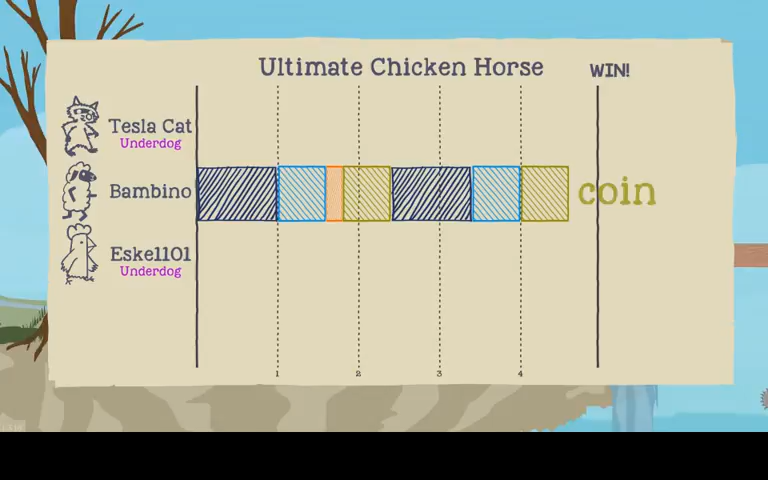 Ultimate Chicken Horse
WIN!
Tesla Cat
Underdog
Bambino
coin
Eskel101
Underdog
1 2 3 4